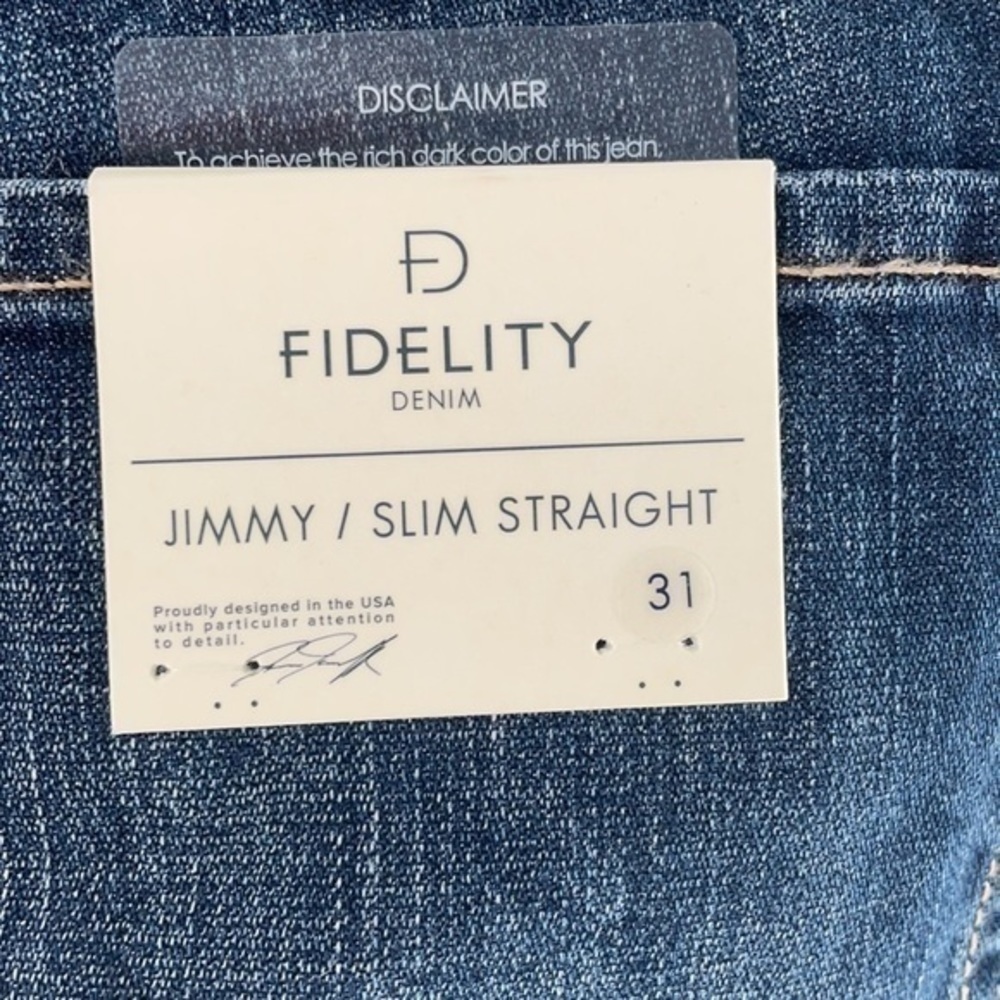 DISCLAIMER
To achieve the rich dark color of this jean,
FD
FIDELITY
DENIM
JIMMY / SLIM STRAIGHT
31
Proudly designed in the USA
with particular attention
to detail.